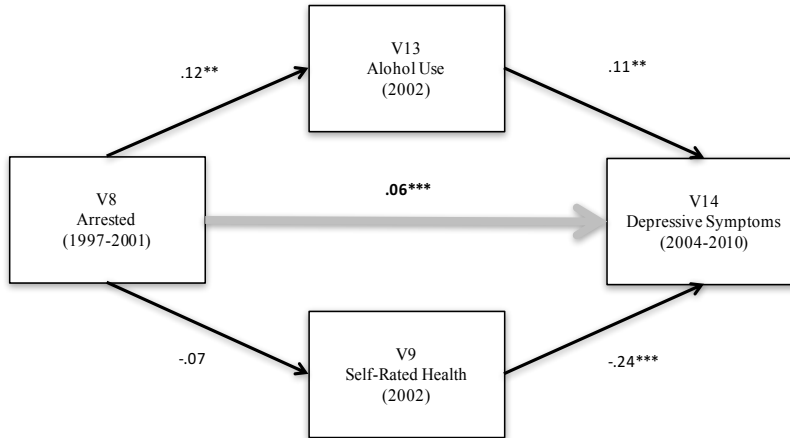 V13
Alohol Use
(2002)
.12**
.11**
V8
Arrested
(1997-2001)
.06***
V14
Depressive Symptoms
(2004-2010)
-.07
V9
Self-Rated Health
(2002)
-.24***